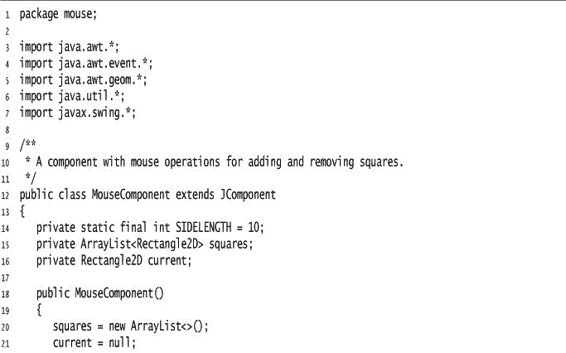 1 package mouse;
2
3 import java.awt.*;
4 import java.awt.event.*;
5 import java.awt.geom.*;
6 import java.util.*;
7 import javax.swing.*;
8
9 /**
10  * A component with mouse operations for adding and removing squares.
11  */
12 public class MouseComponent extends JComponent
13 {
14    private static final int SIDELENGTH = 10;
15    private ArrayList<Rectangle2D> squares;
16    private Rectangle2D current;
17
18    public MouseComponent()
19    {
20       squares = new ArrayList<>();
21       current = null;